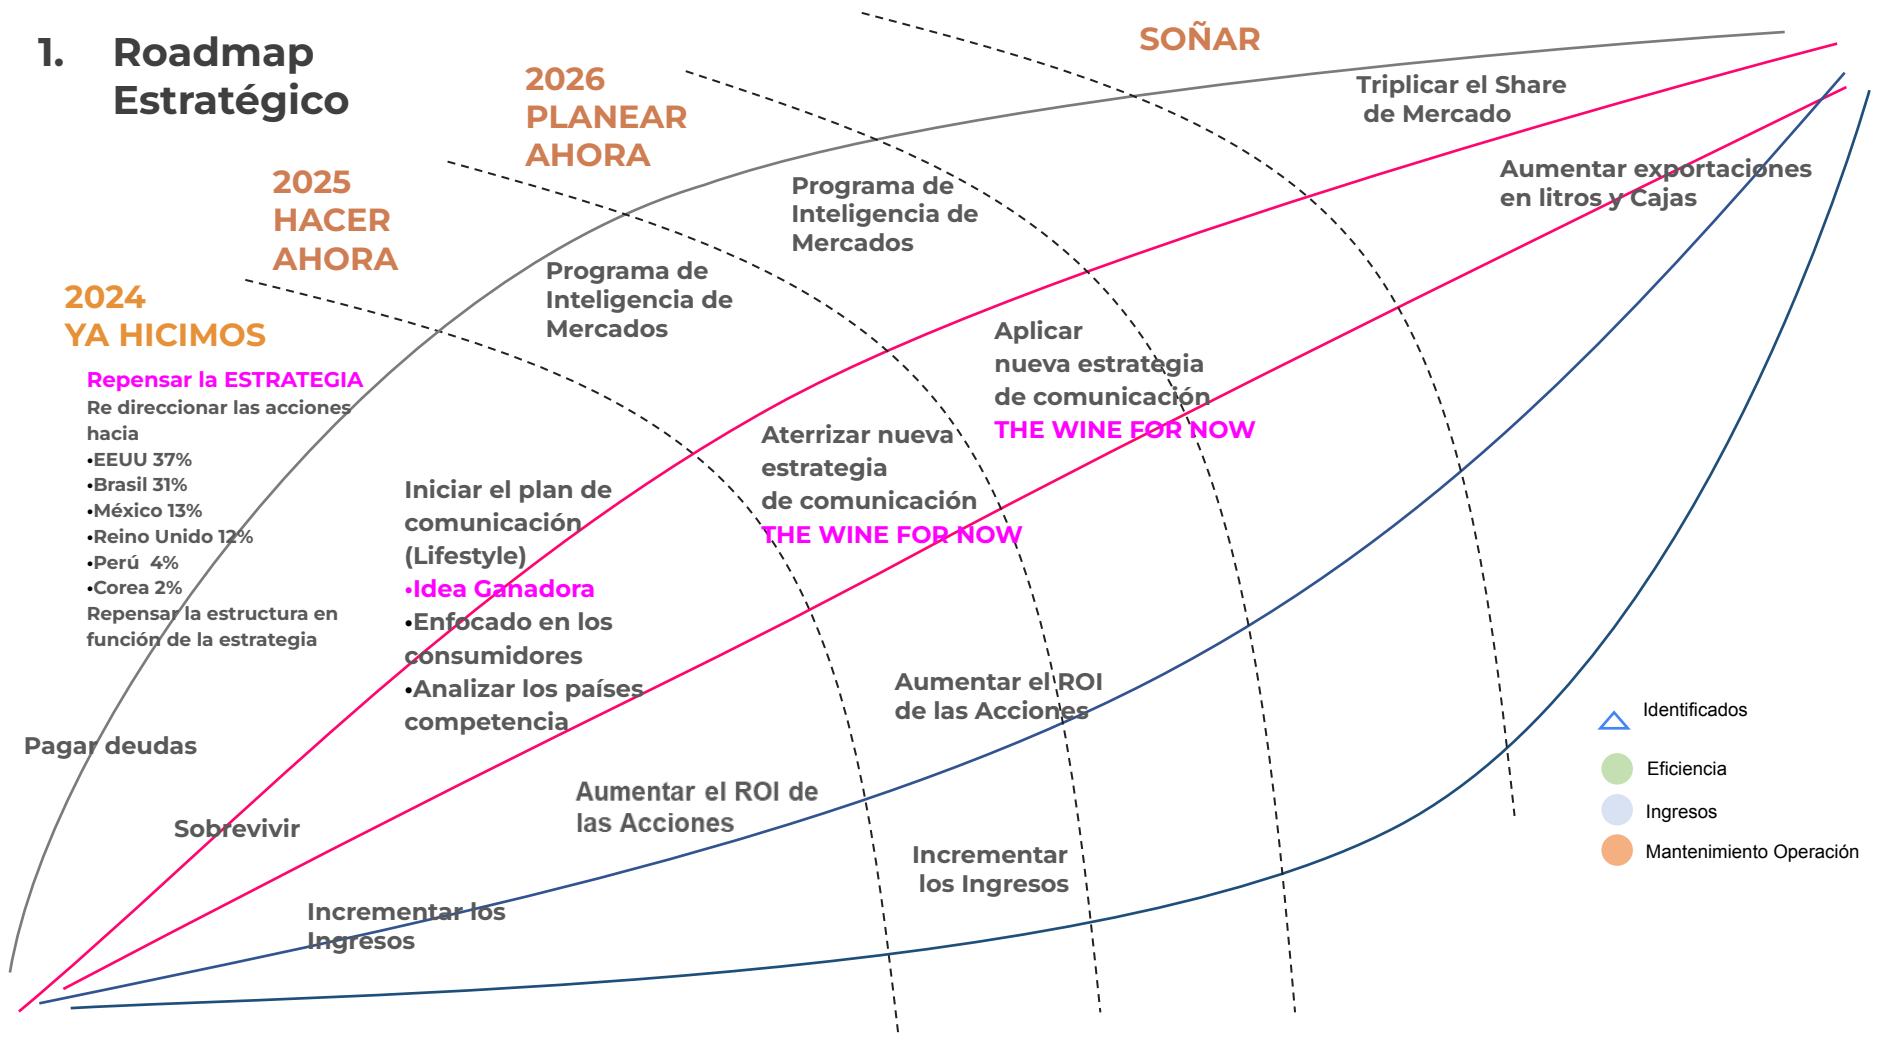 1. Roadmap
Estratégico
2024
YA HICIMOS
Repensar la ESTRATEGIA
Re direccionar las acciones
hacia
•EEUU 37%
•Brasil 31%
•México 13%
•Reino Unido 12%
•Perú  4%
•Corea 2%
Repensar la estructura en
función de la estrategia
Pagar deudas
Sobrevivir
Incrementar los
Ingresos
2025
HACER
AHORA
Programa de
Inteligencia de
Mercados
Iniciar el plan de
comunicación
(Lifestyle)
•Idea Ganadora
•Enfocado en los
consumidores
•Analizar los países
competencia
Aumentar el ROI de
las Acciones
2026
PLANEAR
AHORA
Programa de
Inteligencia de
Mercados
Aterrizar nueva
estrategia
de comunicación
THE WINE FOR NOW
Aumentar el ROI
de las Acciones
Incrementar
los Ingresos
SOÑAR
Triplicar el Share
de Mercado
Aumentar exportaciones
en litros y Cajas
Aplicar
nueva estrategia
de comunicación
THE WINE FOR NOW
Identificados
Eficiencia
Ingresos
Mantenimiento Operación